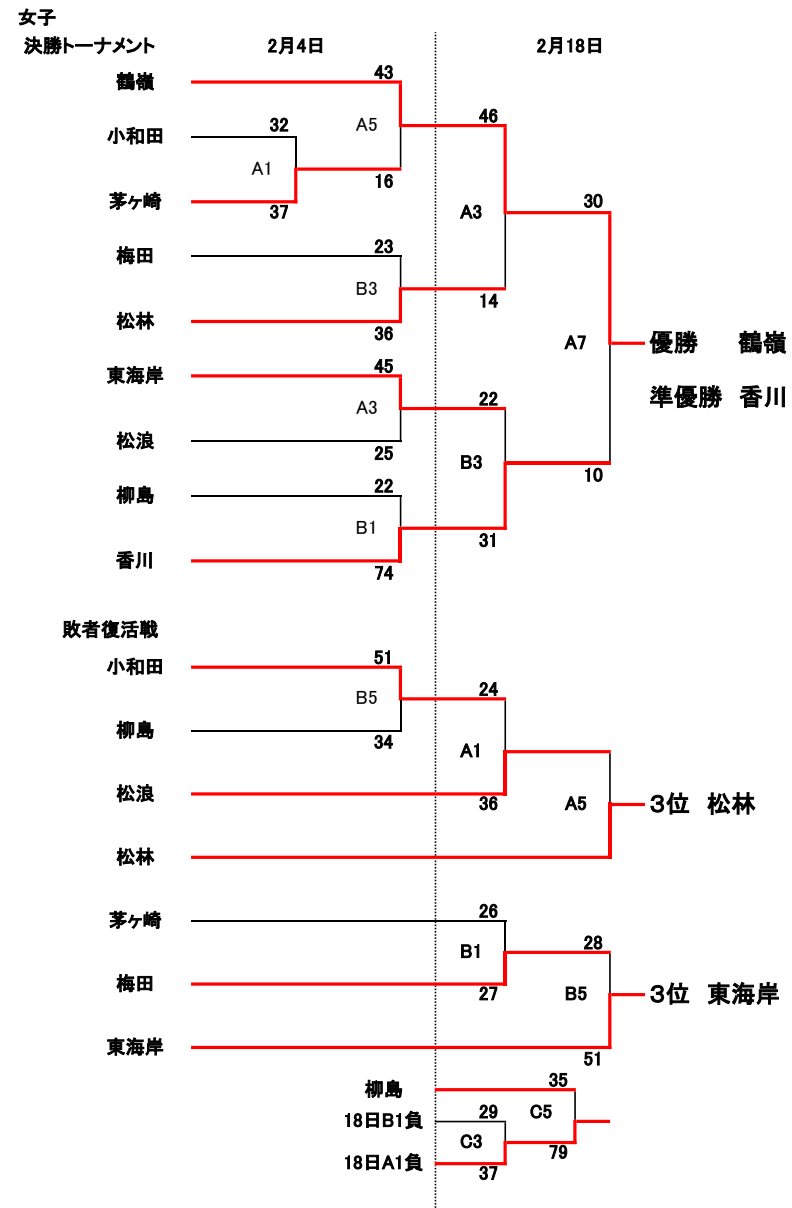 女子
決勝トーナメント 2月4日 2月18日
鶴嶺 43
A5 46
小和田 32
A1
16
茅ヶ崎 37
A3 30
梅田 23
B3
14
松林 36
A7 優勝 鶴嶺
東海岸 45
準優勝 香川
A3 22
松浪 25
B3 10
柳島 22
B1
31
香川 74
敗者復活戦
小和田 51
B5 24
柳島 34
A1
松浪 36
A5 3位 松林
松林
茅ヶ崎 26
B1 28
梅田 27
B5 3位 東海岸
東海岸 51
柳島 35
18日B1負 29 C5
C3 79
18日A1負 37